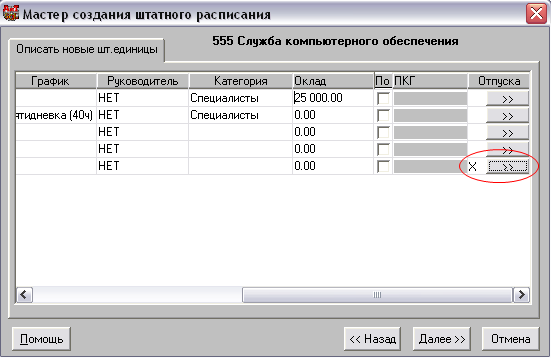 Мастер создания штатного расписания
Описать новые шт.единицы
555 Служба компьютерного обеспечения
График Руководитель Категория Оклад По ПКГ Отпуска
НЕТ Специалисты 25 000.00 >>
тидневка (40ч) НЕТ Специалисты 0.00 >>
НЕТ 0.00 >>
НЕТ 0.00 >>
НЕТ 0.00 X >>
Помощь << Назад Далее >> Отмена